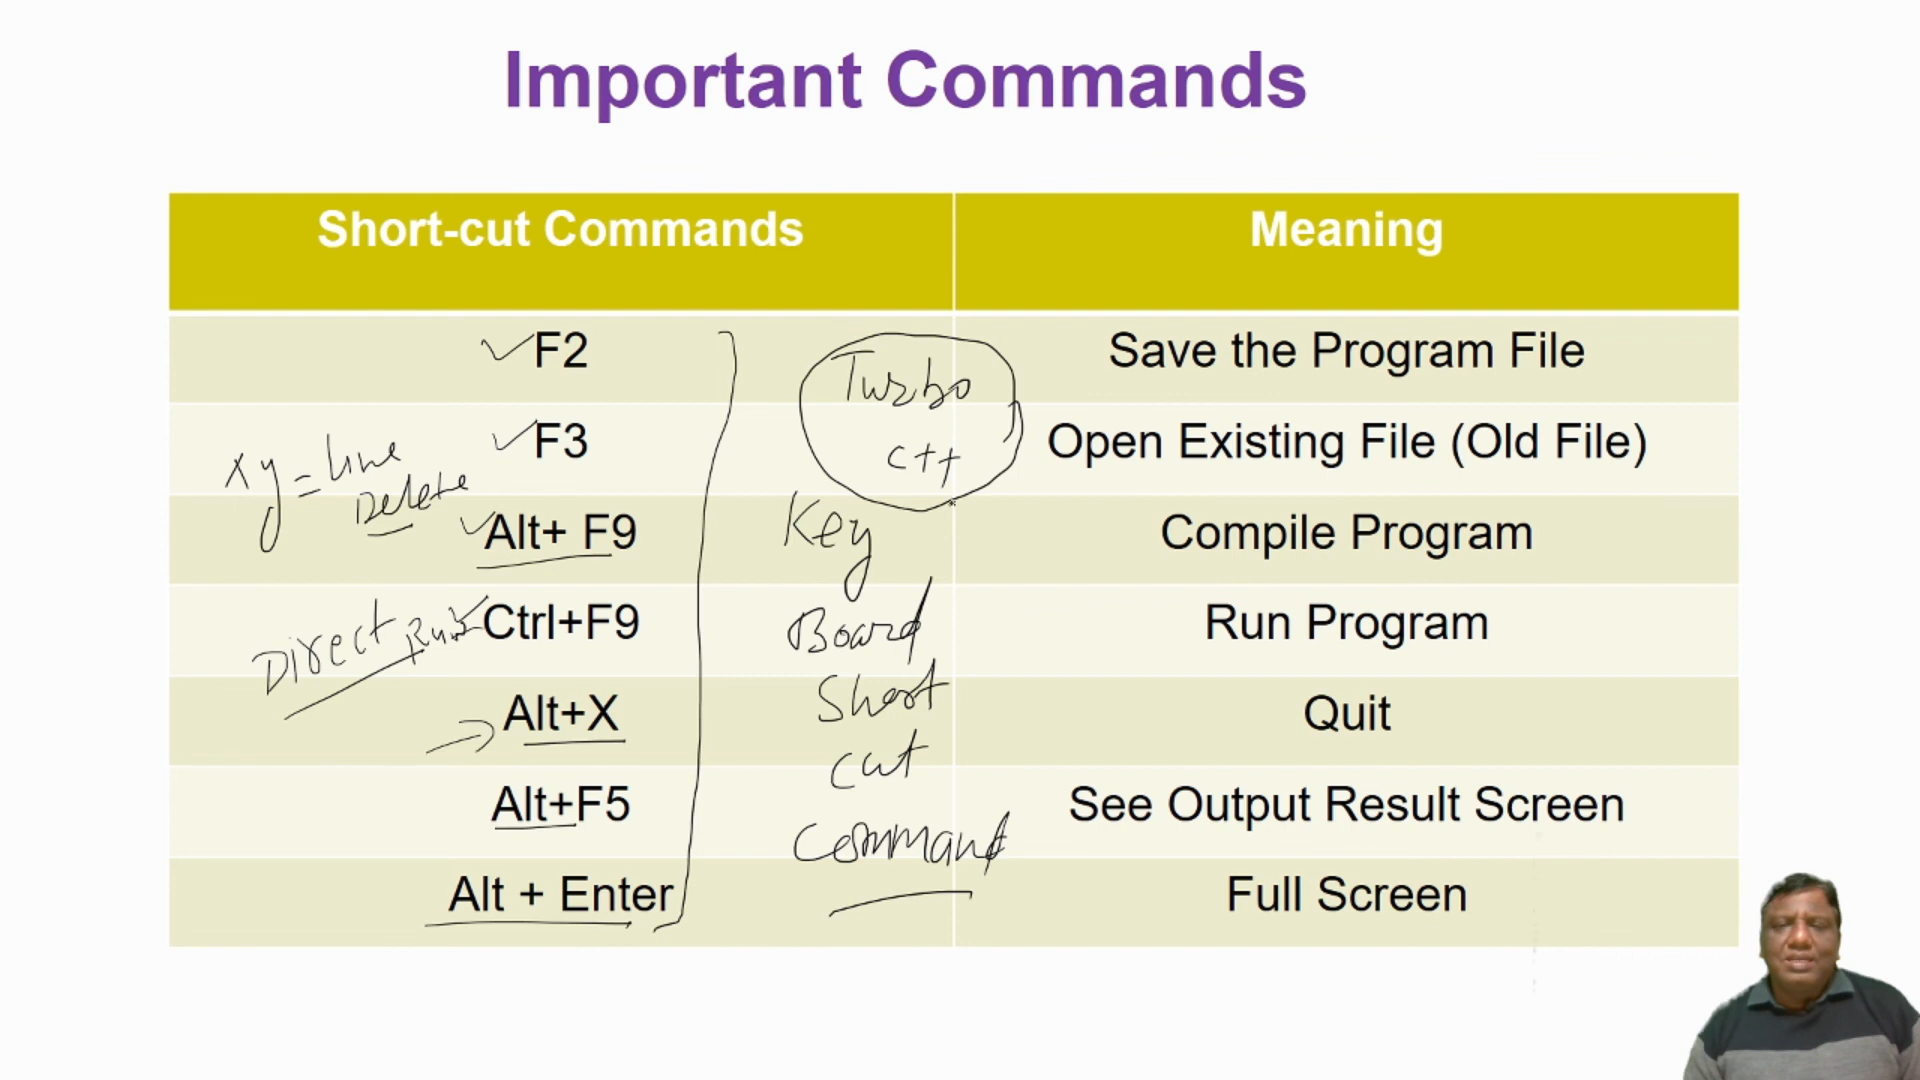 Important Commands
Short-cut Commands Meaning
F2 Save the Program File
F3 Open Existing File (Old File)
Alt+ F9 Compile Program
Ctrl+F9 Run Program
Alt+X Quit
Alt+F5 See Output Result Screen
Alt + Enter Full Screen
xy = line
Delete
Direct Run
Turbo
C++
Key
Board
Short
cut
Command